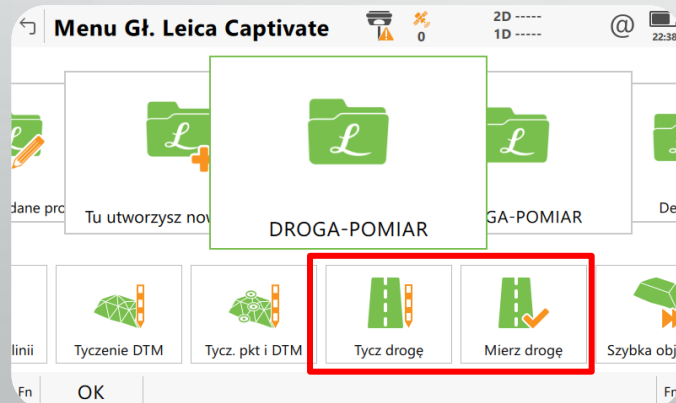 Menu Gł. Leica Captivate
0
2D -----
1D -----
@
22:38
dane pro
Tu utworzysz now
DROGA-POMIAR
GA-POMIAR
De
linii
Tyczenie DTM
Tycz. pkt i DTM
Tycz drogę
Mierz drogę
Szybka obj
Fn
OK
Fn